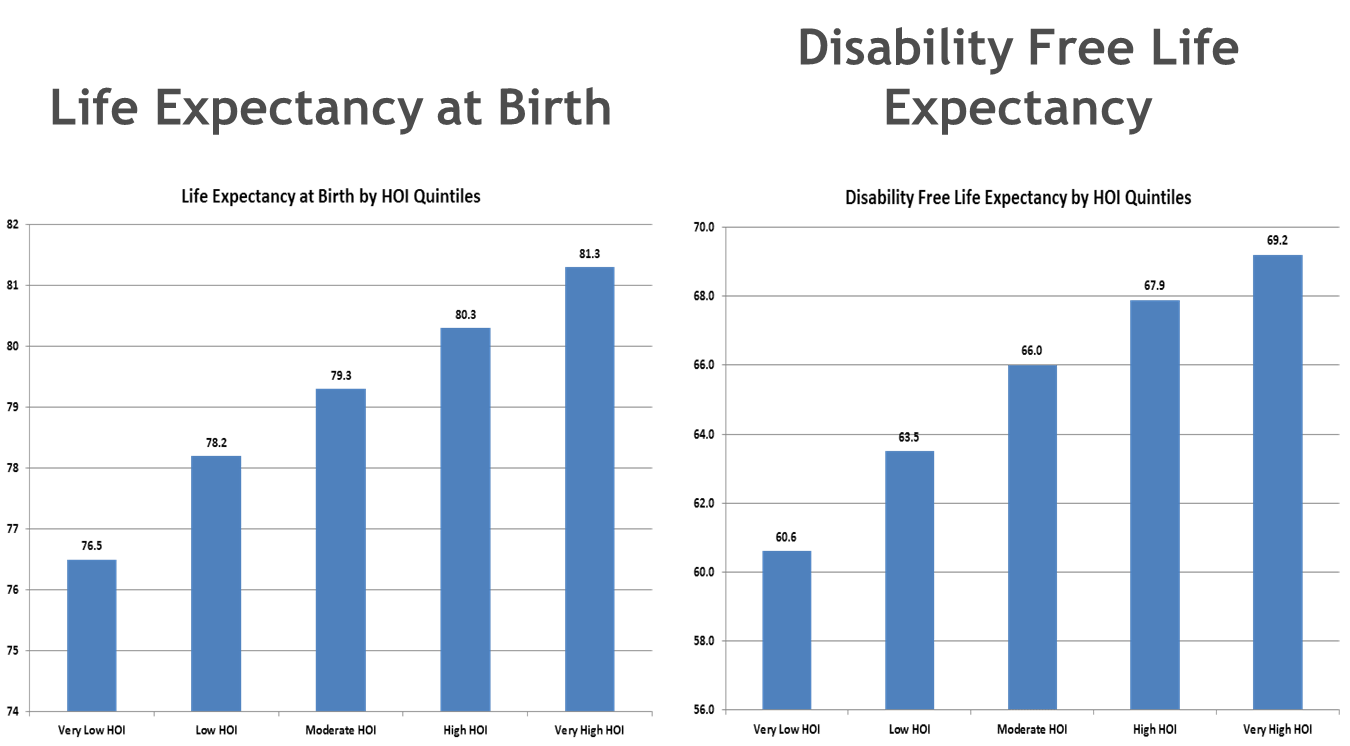 Life Expectancy at Birth
Life Expectancy at Birth by HOI Quintiles
82
81
80
79
78
77
76
75
74
76.5
78.2
79.3
80.3
81.3
Very Low HOI
Low HOI
Moderate HOI
High HOI
Very High HOI
Disability Free Life
Expectancy
Disability Free Life Expectancy by HOI Quintiles
70.0
68.0
66.0
64.0
62.0
60.0
58.0
56.0
60.6
63.5
66.0
67.9
69.2
Very Low HOI
Low HOI
Moderate HOI
High HOI
Very High HOI